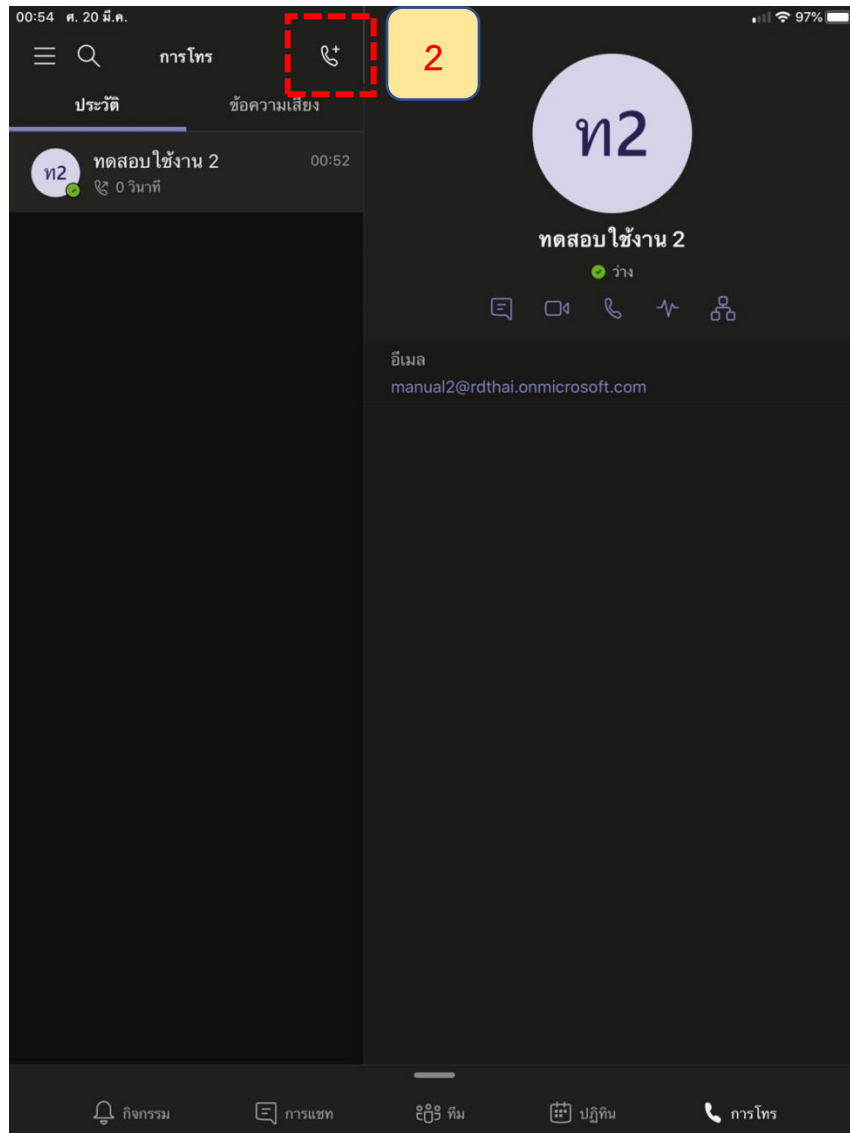 00:54 ศ. 20 มี.ค.
97%
การโทร
2
ประวัติ
ข้อความเสียง
ท2
ทดสอบ ใช้งาน 2
00:52
0 วินาที
ท2
ทดสอบ ใช้งาน 2
ว่าง
อีเมล
manual2@rdthai.onmicrosoft.com
กิจกรรม
การแชท
ทีม
ปฏิทิน
การโทร